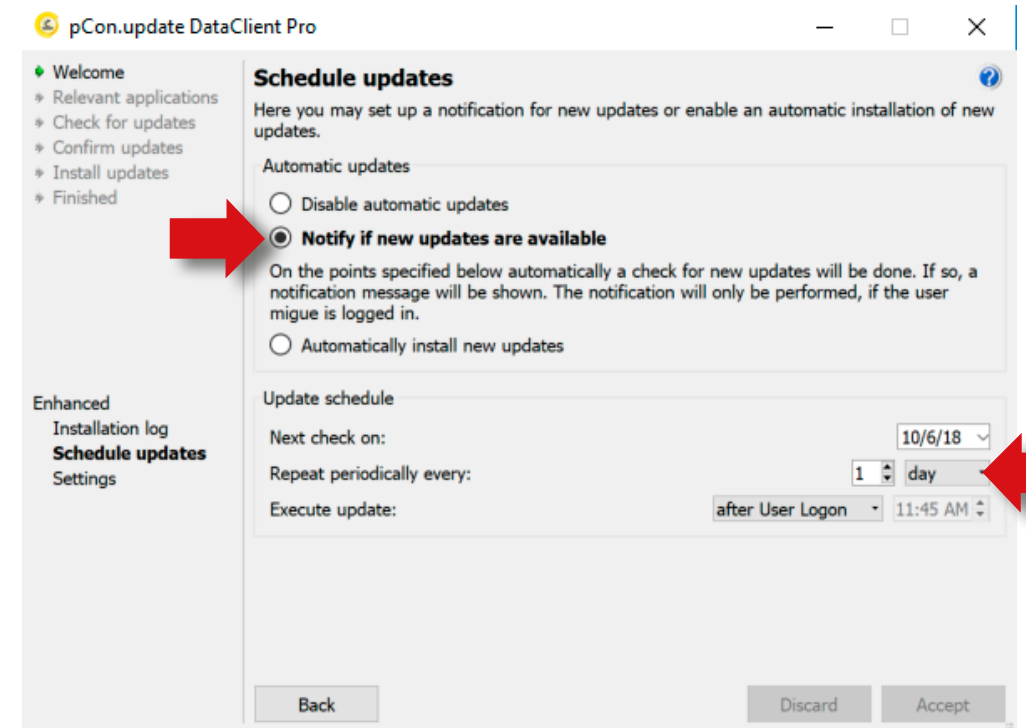 pCon.update DataClient Pro
Welcome
Relevant applications
Check for updates
Confirm updates
Install updates
Finished
Enhanced
Installation log
Schedule updates
Settings
Schedule updates
Here you may set up a notification for new updates or enable an automatic installation of new
updates.
Automatic updates
Disable automatic updates
Notify if new updates are available
On the points specified below automatically a check for new updates will be done. If so, a
notification message will be shown. The notification will only be performed, if the user
migue is logged in.
Automatically install new updates
Update schedule
Next check on: 10/6/18
Repeat periodically every: 1 day
Execute update: after User Logon 11:45 AM
Back Discard Accept